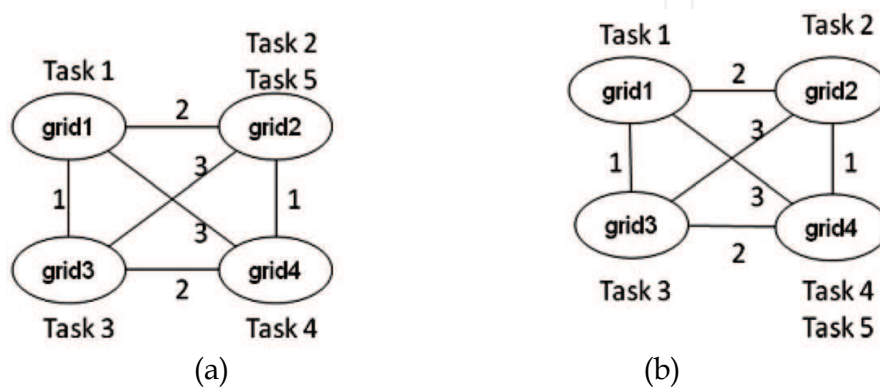 Task 2
Task 1 Task 5
grid1 2 grid2
3
1 1
3
grid3 2 grid4
Task 3 Task 4
(a)
Task 1 Task 2
grid1 2 grid2
3
1 1
3
grid3 2 grid4
Task 3 Task 4
Task 5
(b)